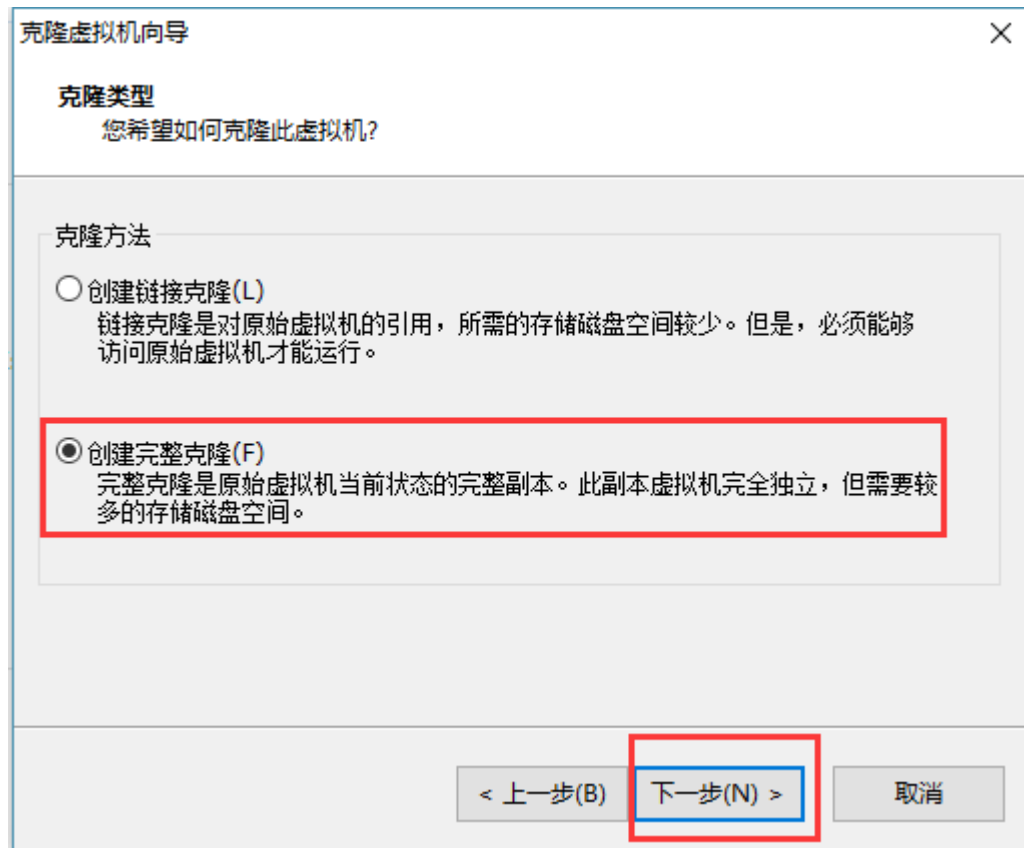 克隆虚拟机向导
克隆类型
您希望如何克隆此虚拟机?
克隆方法
创建链接克隆(L)
链接克隆是对原始虚拟机的引用，所需的存储磁盘空间较少。但是，必须能够
访问原始虚拟机才能运行。
创建完整克隆(F)
完整克隆是原始虚拟机当前状态的完整副本。此副本虚拟机完全独立，但需要较
多的存储磁盘空间。
< 上一步(B) 下一步(N) > 取消